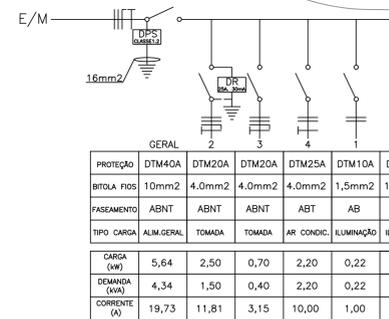 E/M
DPS
CLASSE1.2
16mm2
DR
25A, 30mA
GERAL 2 3 4 1
PROTEÇÃO DTM40A DTM20A DTM20A DTM25A DTM10A
BITOLA FIOS 10mm2 4.0mm2 4.0mm2 4.0mm2 1,5mm2
FASEAMENTO ABNT ABNT ABNT ABT AB
TIPO CARGA ALIM.GERAL TOMADA TOMADA AR CONDIC. ILUMINAÇÃO
CARGA
(kW) 5,64 2,50 0,70 2,20 0,22
DEMANDA
(kVA) 4,34 1,50 0,40 2,20 0,22
CORRENTE
(A) 19,73 11,81 3,15 10,00 1,00